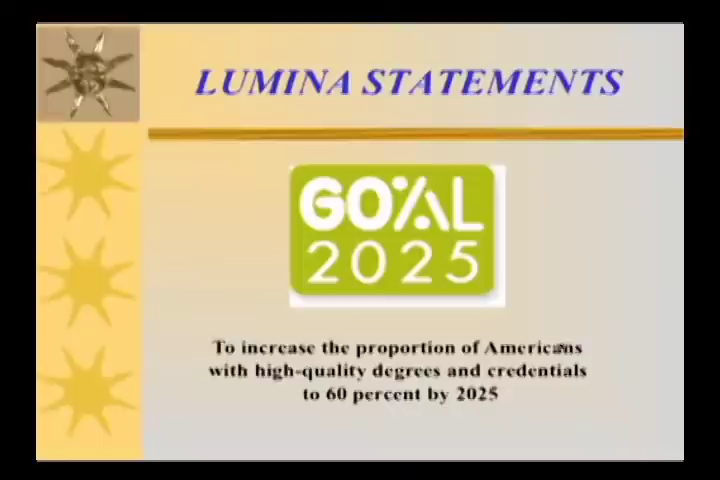 LUMINA STATEMENTS
GOAL
2025
To increase the proportion of Americans
with high-quality degrees and credentials
to 60 percent by 2025